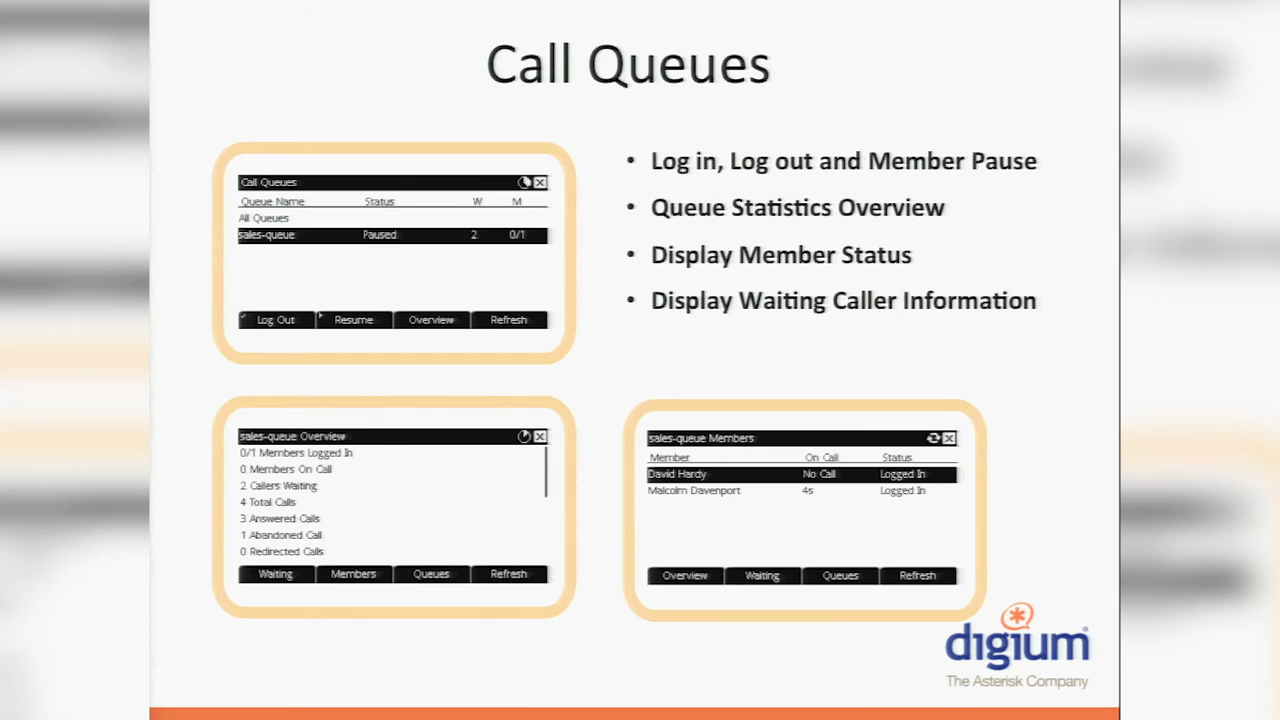 Call Queues
Call Queues
Queue Name Status W M
All Queues
sales-queue Paused 2 0/1
Log Out Resume Overview Refresh
• Log in, Log out and Member Pause
• Queue Statistics Overview
• Display Member Status
• Display Waiting Caller Information
sales-queue Overview
0/1 Members Logged In
0 Members On Call
2 Callers Waiting
4 Total Calls
3 Answered Calls
1 Abandoned Call
0 Redirected Calls
Waiting Members Queues Refresh
sales-queue Members
Member On Call Status
David Hardy No Call Logged In
Malcolm Davenport 4s Logged In
Overview Waiting Queues Refresh
digium
The Asterisk Company